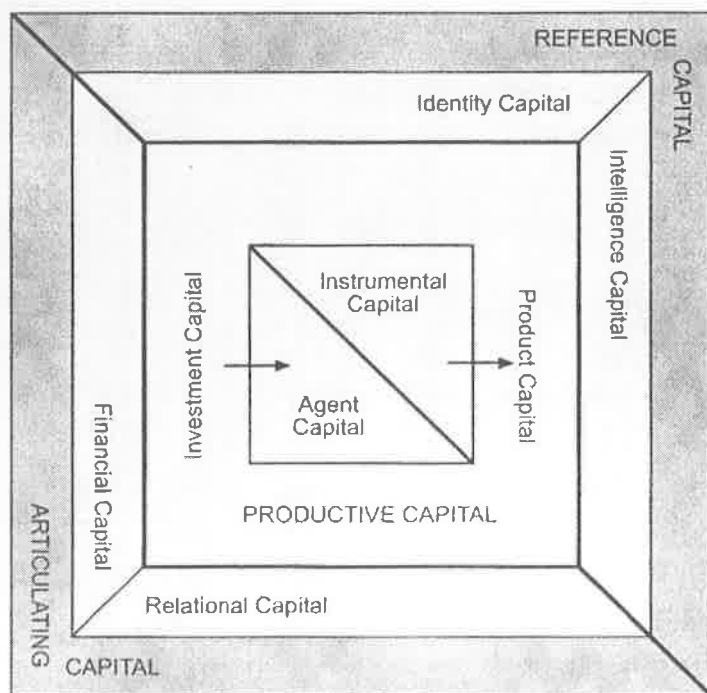 REFERENCE
CAPITAL
Identity Capital
Intelligence Capital
Instrumental
Capital
Investment Capital
Product Capital
Agent
Capital
Financial Capital
PRODUCTIVE CAPITAL
Relational Capital
ARTICULATING
CAPITAL